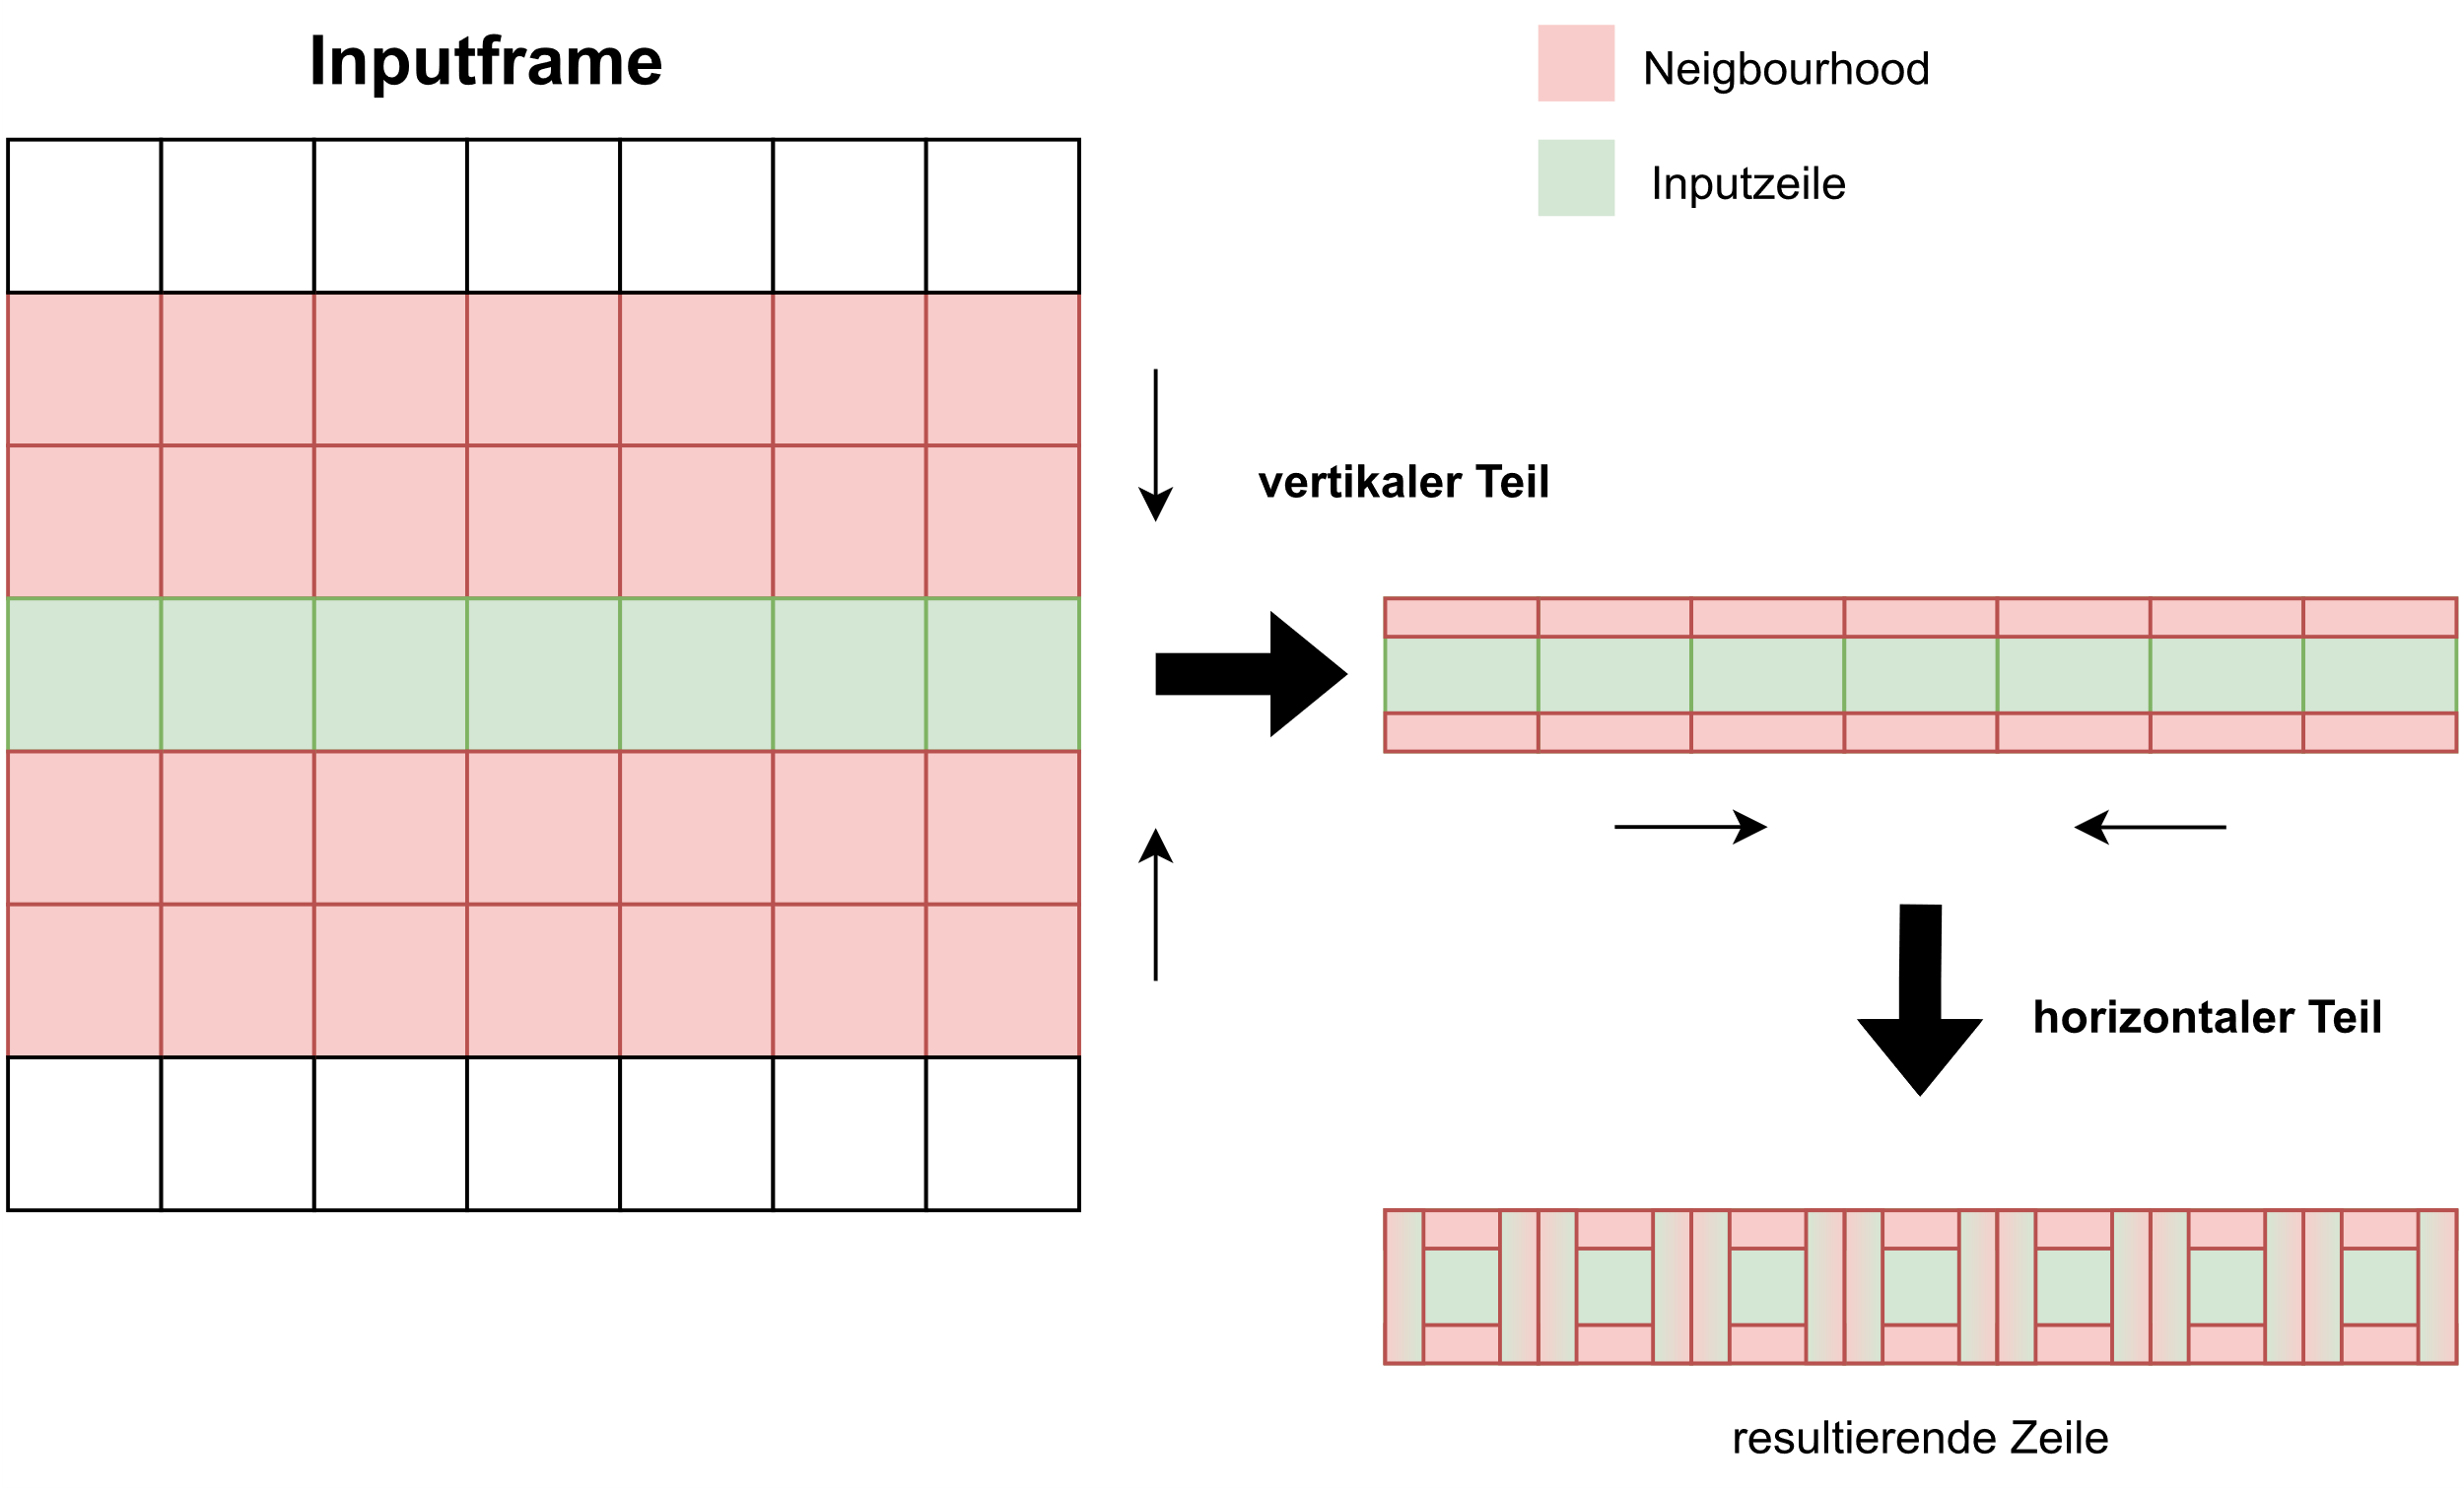 Inputframe
Neigbourhood
Inputzeile
vertikaler Teil
horizontaler Teil
resultierende Zeile